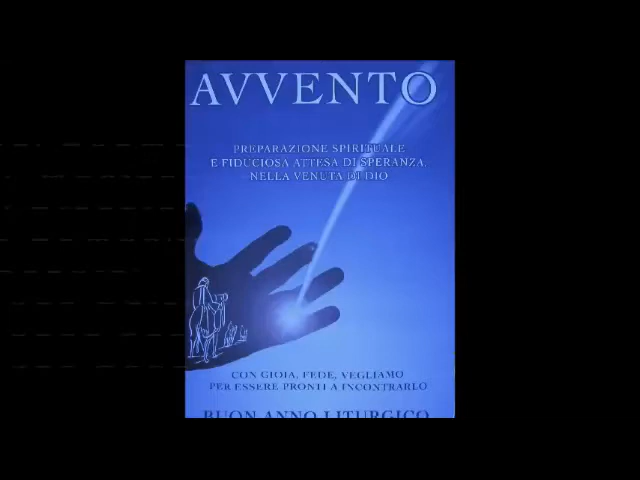 AVVENTO
PREPARAZIONE SPIRITUALE
E FIDUCIOSA ATTESA DI SPERANZA
NELLA VENUTA DI DIO
CON GIOIA, FEDE, VEGLIAMO
PER ESSERE PRONTI A INCONTRARLO
BUON ANNO LITURGICO